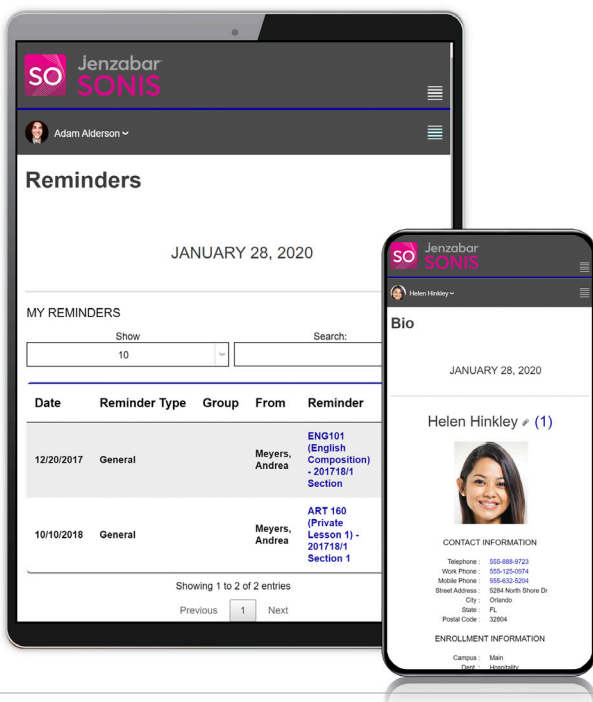 SO Jenzabar
SONIS
Adam Alderson
Reminders
JANUARY 28, 2020
MY REMINDERS
Show Search:
10
Date Reminder Type Group From Reminder
12/20/2017 General Meyers, Andrea ENG101
(English
Composition)
- 201718/1
Section
10/10/2018 General Meyers, Andrea ART 160
(Private
Lesson 1) -
201718/1
Section 1
Showing 1 to 2 of 2 entries
Previous 1 Next
SO Jenzabar
SONIS
Helen Hinkley
Bio
JANUARY 28, 2020
Helen Hinkley (1)
CONTACT INFORMATION
Telephone : 555-888-9723
Work Phone : 555-125-0974
Mobile Phone : 555-632-5204
Street Address : 5284 North Shore Dr
City : Orlando
State : FL
Postal Code : 32804
ENROLLMENT INFORMATION
Campus : Main
Dept : Hospitality